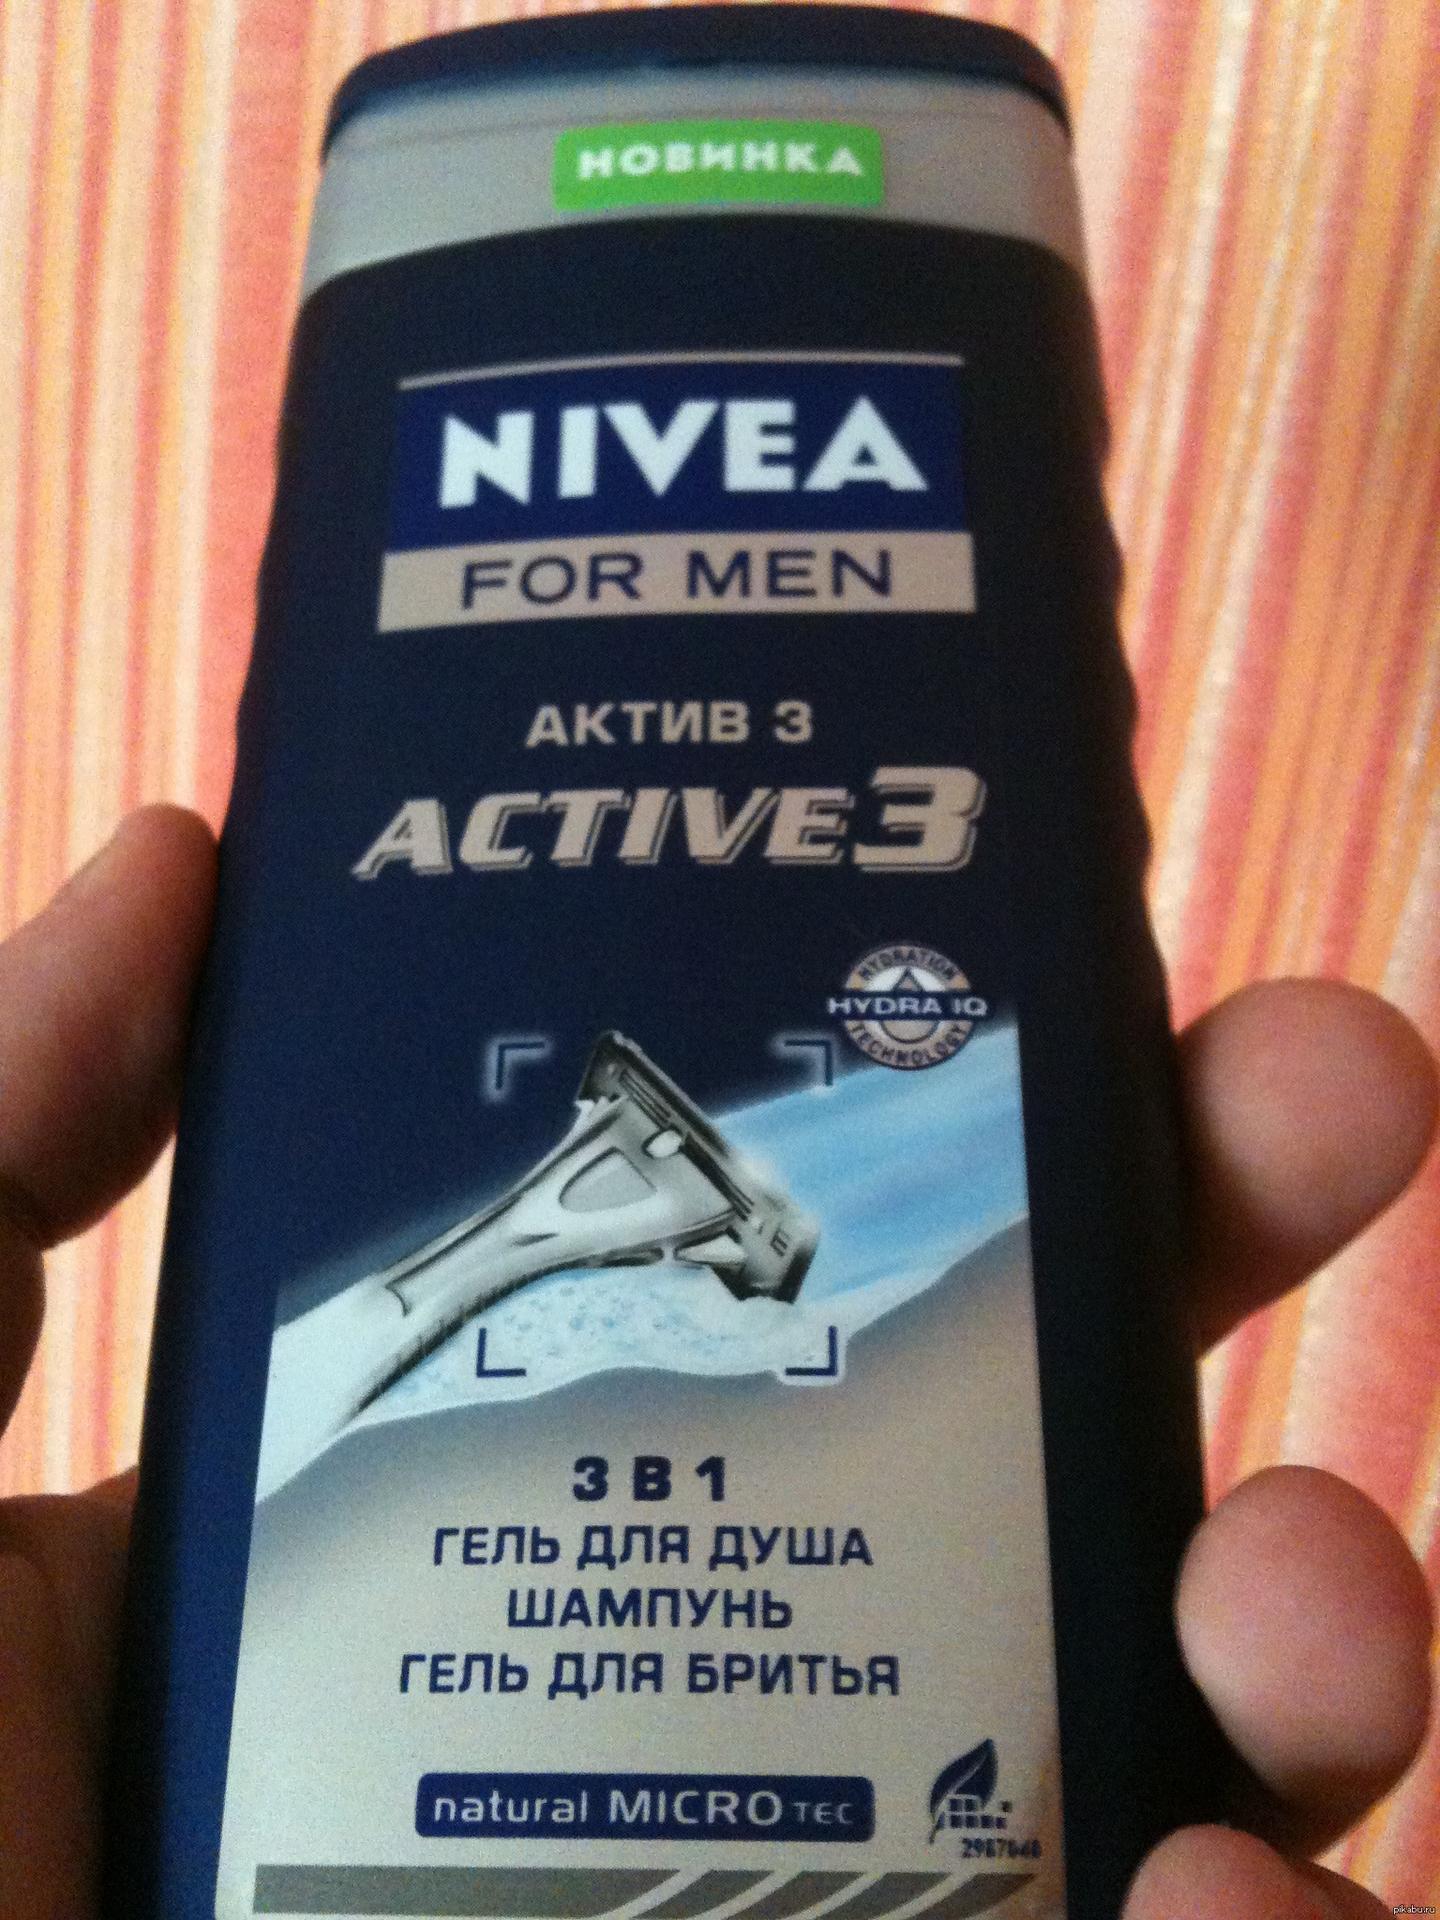 НОВИНКА
NIVEA
FOR MEN
АКТИВ 3
ACTIVE3
HYDRATION
HYDRA IQ
TECHNOLOGY
3 В 1
ГЕЛЬ ДЛЯ ДУША
ШАМПУНЬ
ГЕЛЬ ДЛЯ БРИТЬЯ
natural MICRO TEC
pikabu.ru